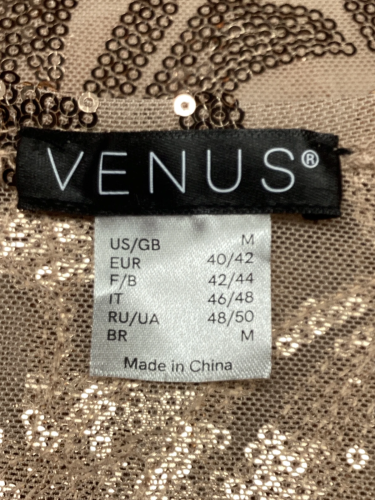 VENUS®
US/GB M
EUR 40/42
F/B 42/44
IT 46/48
RU/UA 48/50
BR M
Made in China